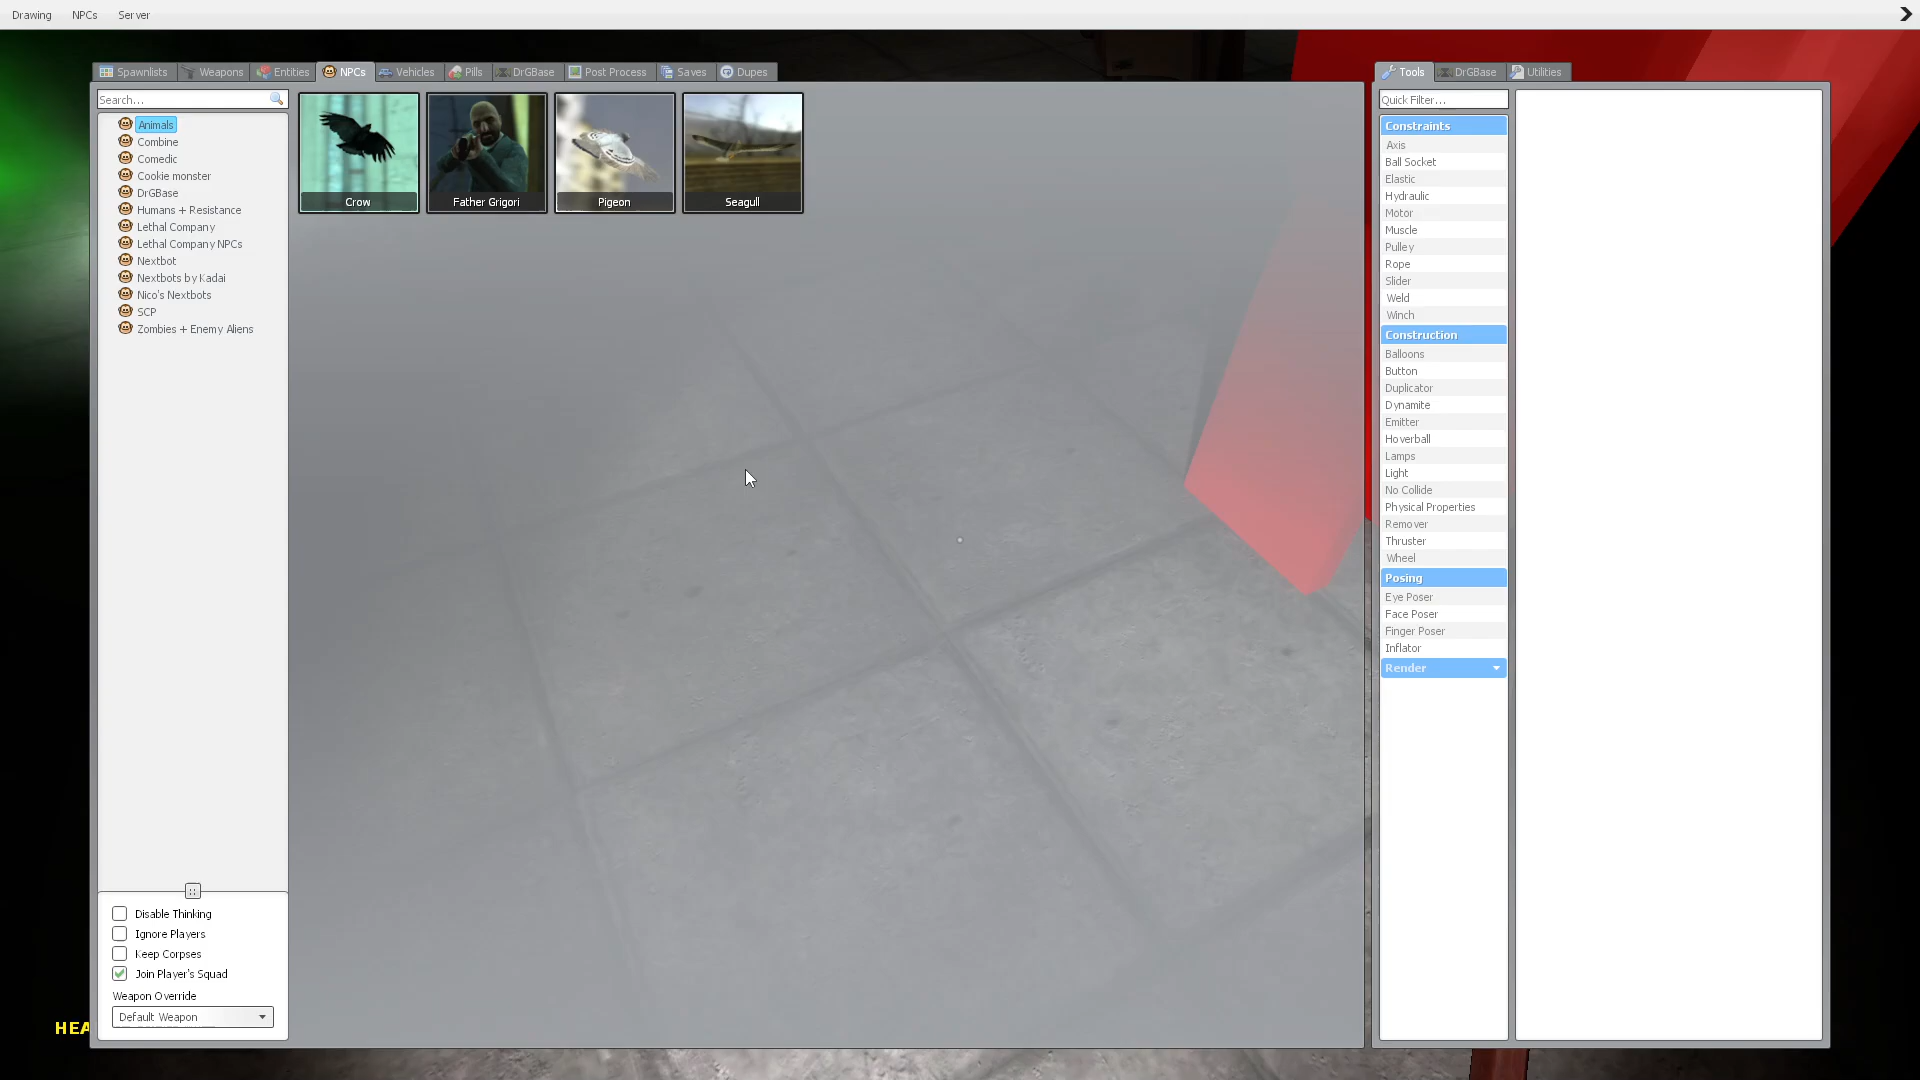 Drawing NPCs Server
Spawnlists Weapons Entities NPCs Vehicles Pills DrGBase Post Process Saves Dupes
Search...
Animals
Combine
Comedic
Cookie monster
DrGBase
Humans + Resistance
Lethal Company
Lethal Company NPCs
Nextbot
Nextbots by Kadai
Nico's Nextbots
SCP
Zombies + Enemy Aliens
Crow Father Grigori Pigeon Seagull
Disable Thinking
Ignore Players
Keep Corpses
Join Player's Squad
Weapon Override
Default Weapon
HEA
Tools DrGBase Utilities
Quick Filter...
Constraints
Axis
Ball Socket
Elastic
Hydraulic
Motor
Muscle
Pulley
Rope
Slider
Weld
Winch
Construction
Balloons
Button
Duplicator
Dynamite
Emitter
Hoverball
Lamps
Light
No Collide
Physical Properties
Remover
Thruster
Wheel
Posing
Eye Poser
Face Poser
Finger Poser
Inflator
Render